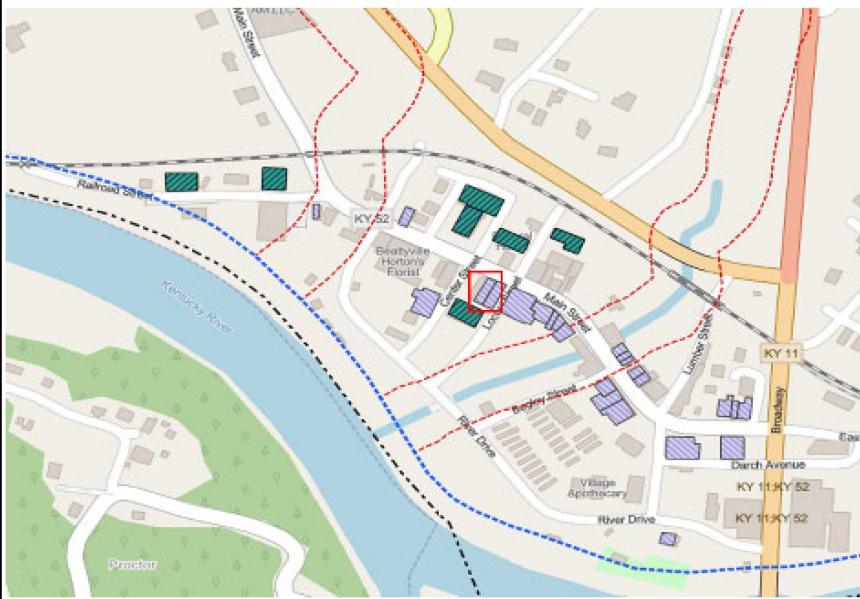 Main Street
Railroad Street
KY 52
Beattyville
Horton's
Florist
Center Street
Kentucky River
Main Street
Lumber Street
KY 11
Broadway
Begley Street
River Drive
Village
Apothecary
Darch Avenue
KY 11;KY 52
KY 11;KY 52
River Drive
Proctor